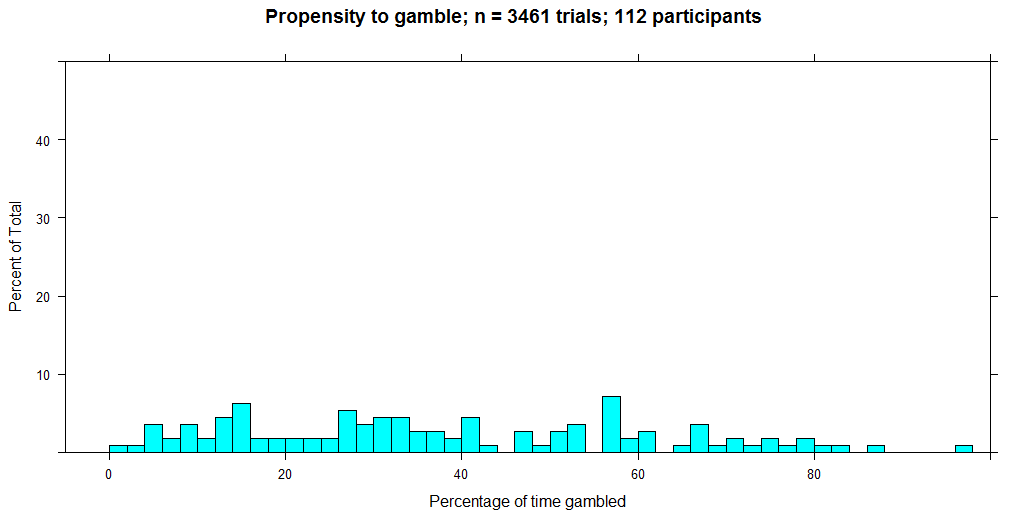 Propensity to gamble; n = 3461 trials; 112 participants
Percent of Total
40
30
20
10
0 20 40 60 80
Percentage of time gambled